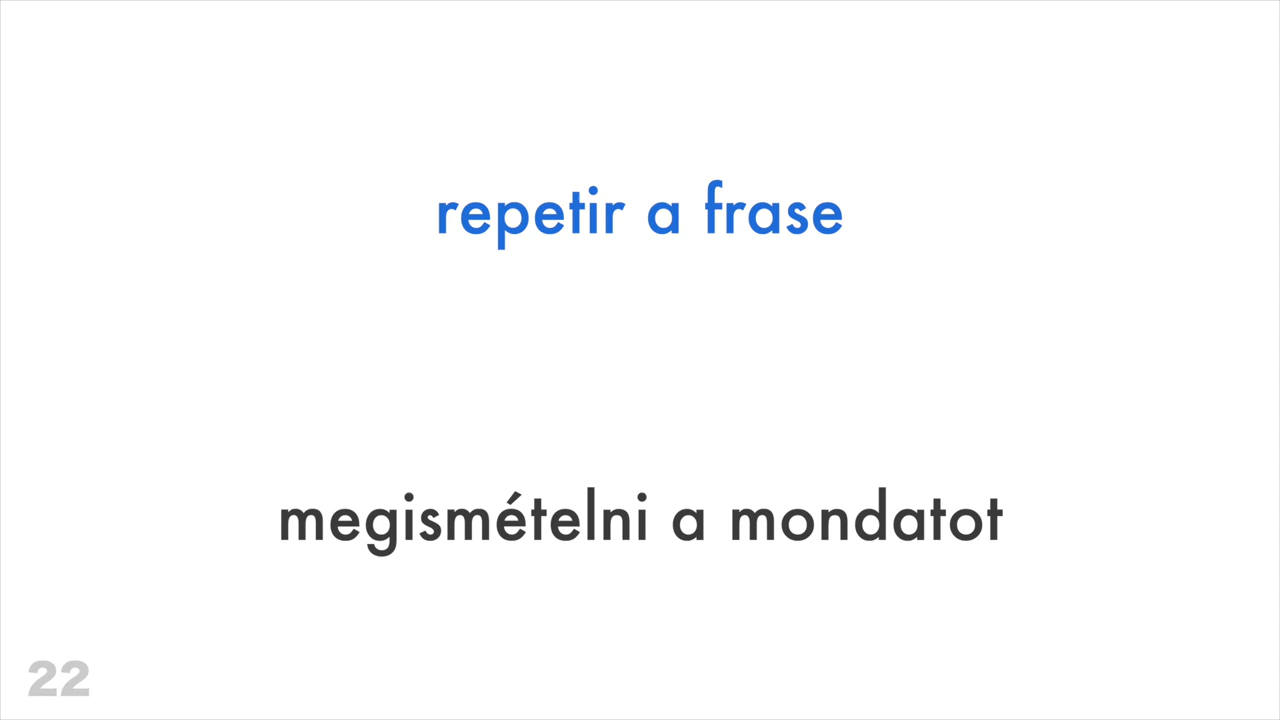 repetir a frase
megismételni a mondatot
22